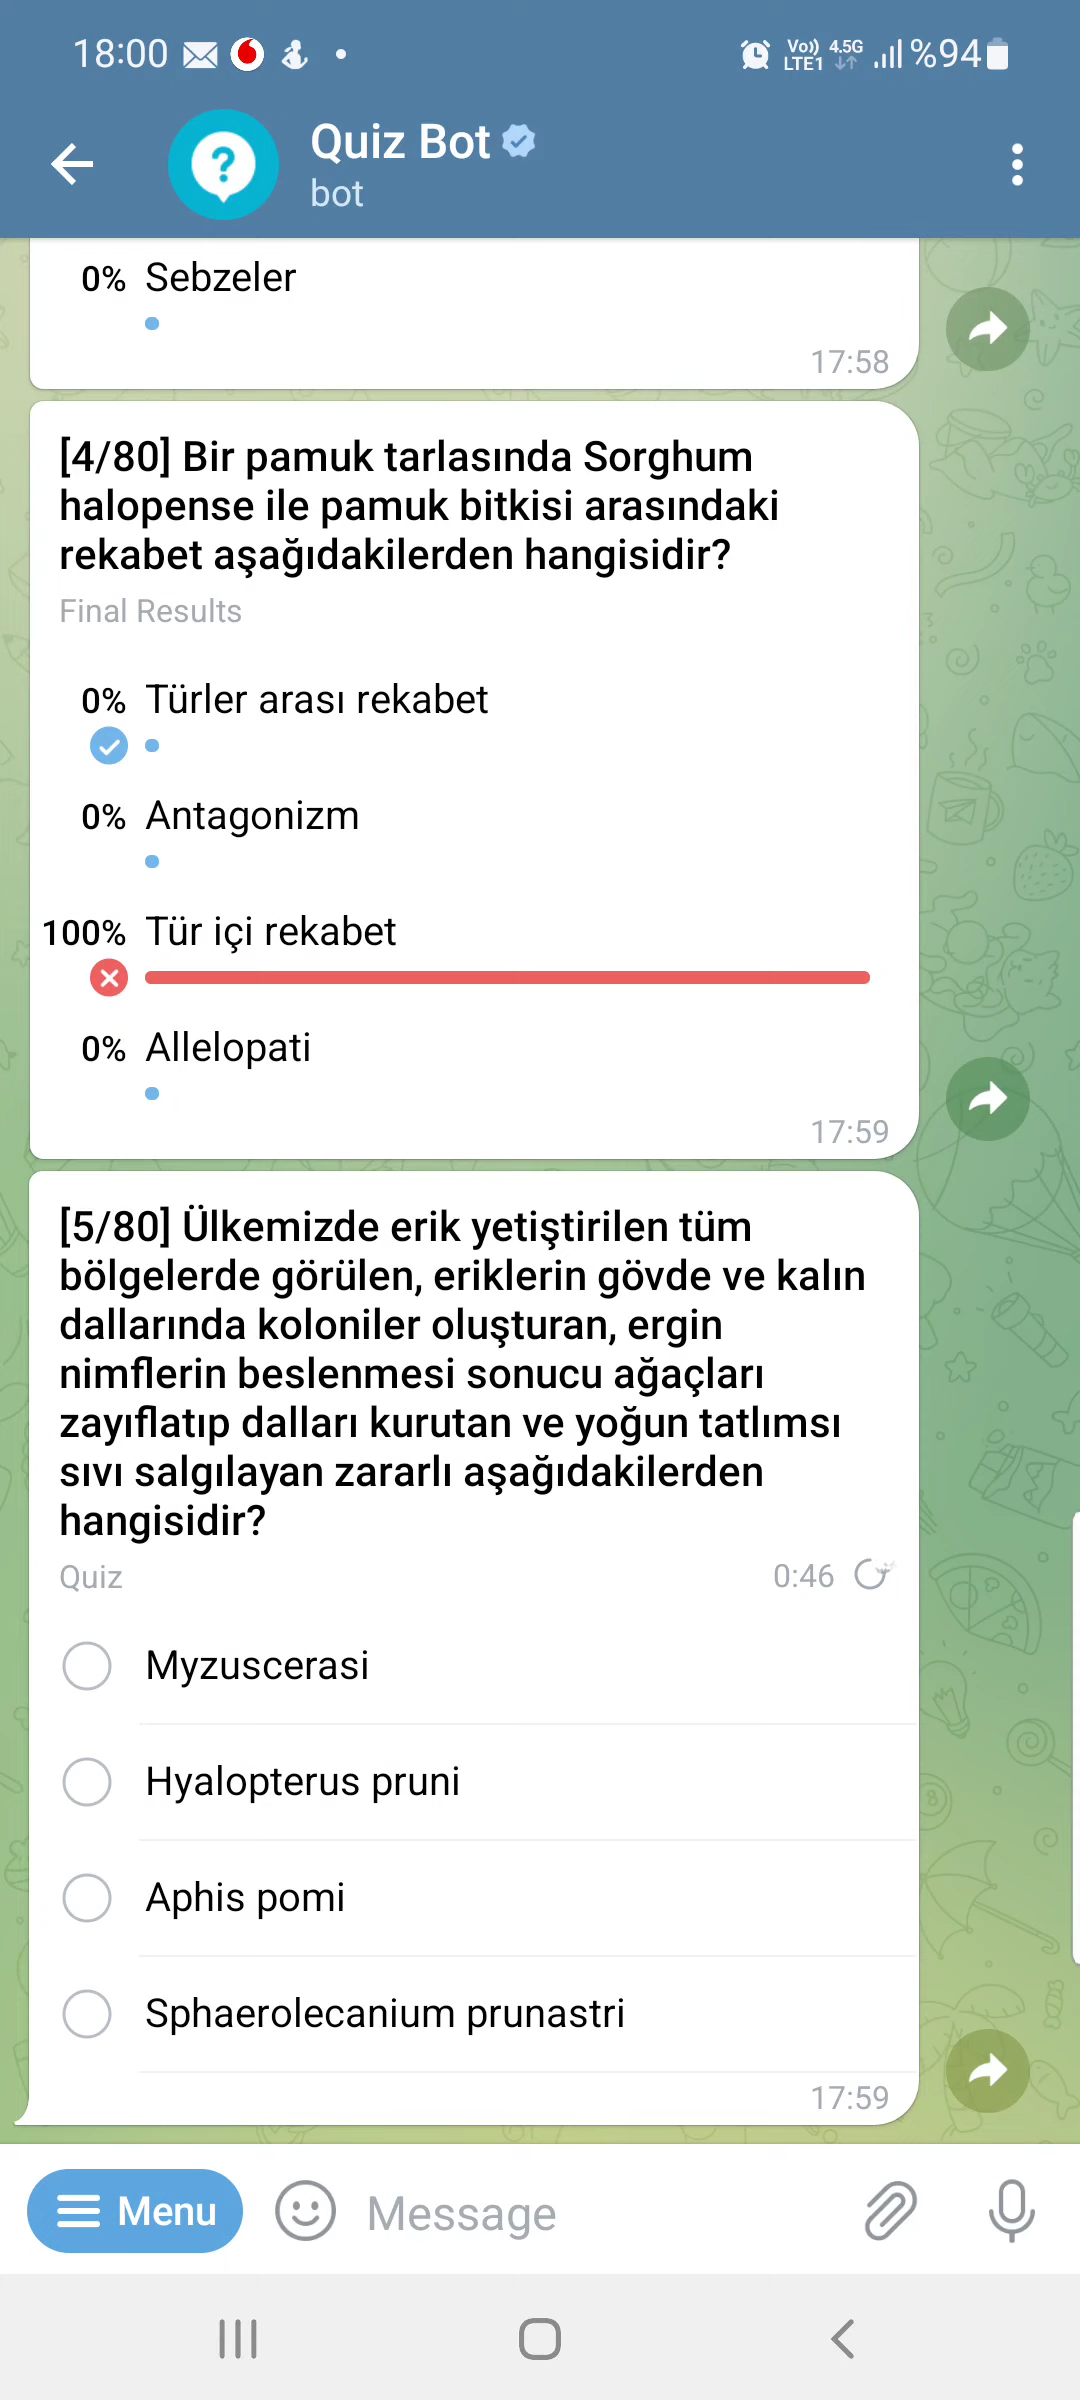 18:00
Vo)) 4.5G
LTE1
%94
Quiz Bot
bot
0% Sebzeler
17:58
[4/80] Bir pamuk tarlasında Sorghum
halopense ile pamuk bitkisi arasındaki
rekabet aşağıdakilerden hangisidir?
Final Results
0% Türler arası rekabet
0% Antagonizm
100% Tür içi rekabet
0% Allelopati
17:59
[5/80] Ülkemizde erik yetiştirilen tüm
bölgelerde görülen, eriklerin gövde ve kalın
dallarında koloniler oluşturan, ergin
nimflerin beslenmesi sonucu ağaçları
zayıflatıp dalları kurutan ve yoğun tatlımsı
sıvı salgılayan zararlı aşağıdakilerden
hangisidir?
Quiz
0:46
Myzuscerasi
Hyalopterus pruni
Aphis pomi
Sphaerolecanium prunastri
17:59
Menu
Message